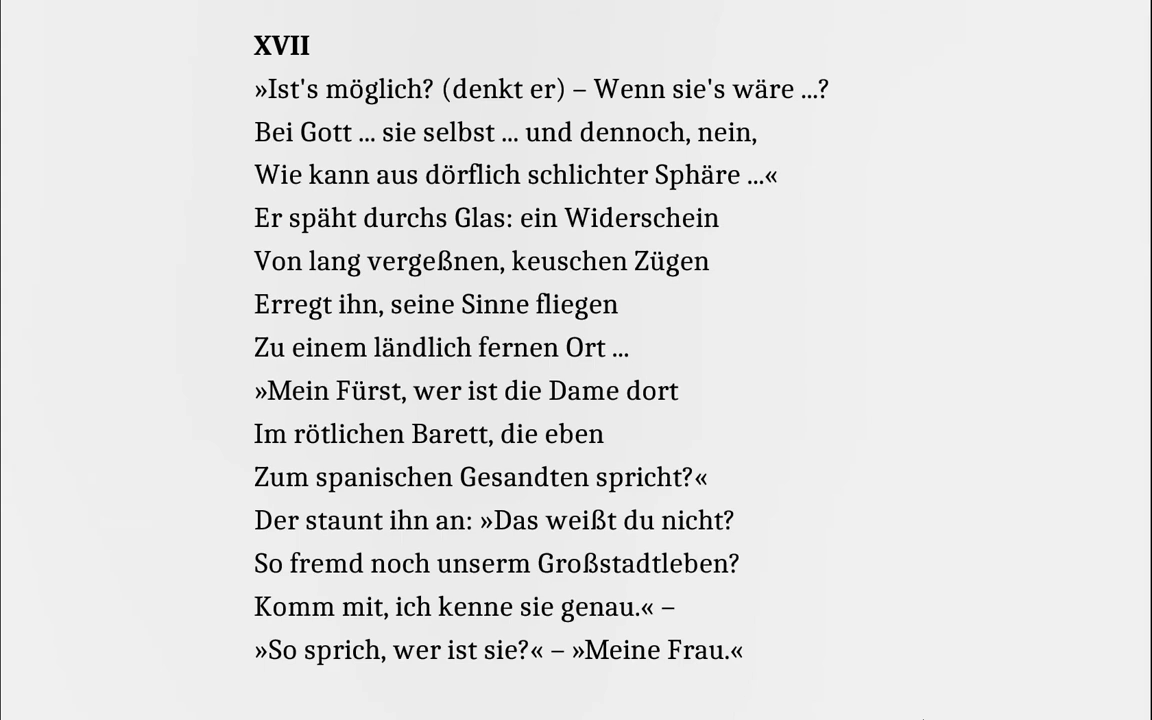 XVII
»Ist's möglich? (denkt er) – Wenn sie's wäre ...?
Bei Gott ... sie selbst ... und dennoch, nein,
Wie kann aus dörflich schlichter Sphäre ...«
Er späht durchs Glas: ein Widerschein
Von lang vergeßnen, keuschen Zügen
Erregt ihn, seine Sinne fliegen
Zu einem ländlich fernen Ort ...
»Mein Fürst, wer ist die Dame dort
Im rötlichen Barett, die eben
Zum spanischen Gesandten spricht?«
Der staunt ihn an: »Das weißt du nicht?
So fremd noch unserm Großstadtleben?
Komm mit, ich kenne sie genau.« –
»So sprich, wer ist sie?« – »Meine Frau.«